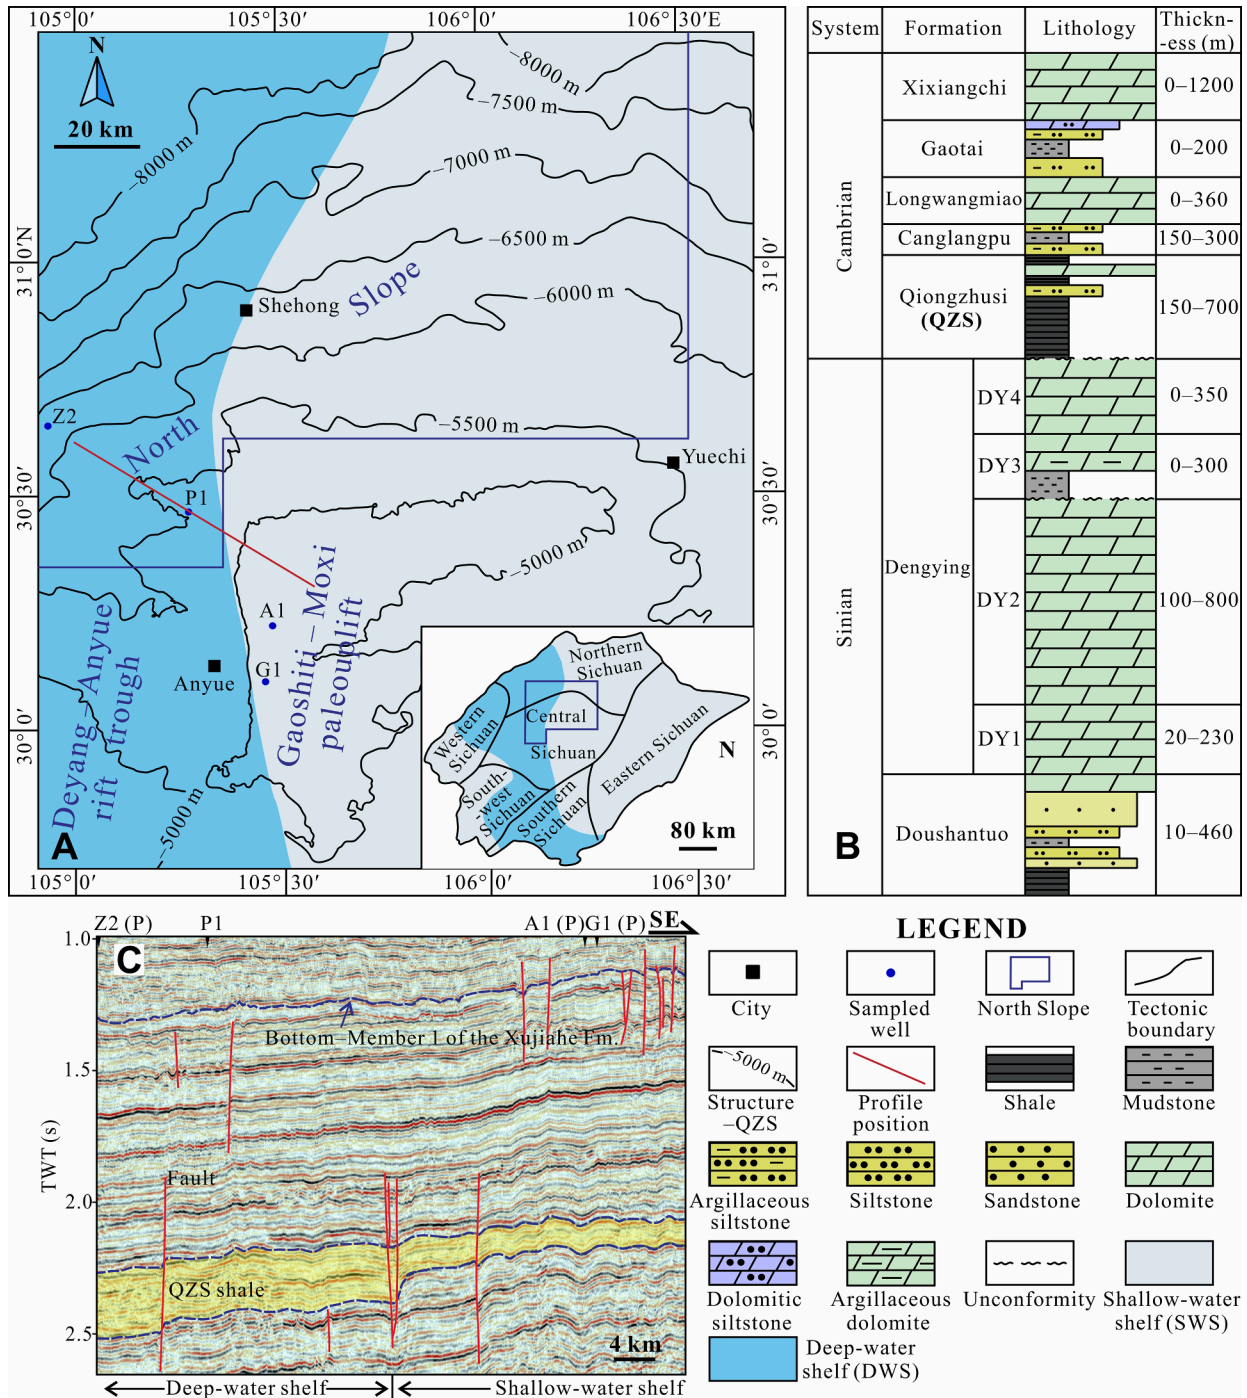 105°0′ 105°30′ 106°0′ 106°30′E
N
20 km
–8000 m
–7500 m
–8000 m
–7000 m
–6500 m
–6000 m
–5500 m
–5000 m
–5000 m
31°0′N
30°30′
30°0′
31°0′
30°30′
30°0′
Shehong
Slope
Z2
North
P1
Yuechi
A1
G1
Anyue
Deyang – Anyue
rift trough
Gaoshiti – Moxi
paleouplift
A
Northern
Sichuan
Central
Sichuan
Western
Sichuan
Eastern Sichuan
South-
-west
Sichuan
Southern
Sichuan
N
80 km
105°0′ 105°30′ 106°0′ 106°30′
System Formation Lithology Thickn-
-ess (m)
Cambrian
Xixiangchi 0–1200
Gaotai 0–200
Longwangmiao 0–360
Canglangpu 150–300
Qiongzhusi
(QZS) 150–700
Sinian
Dengying
DY4 0–350
DY3 0–300
DY2 100–800
DY1 20–230
Doushantuo 10–460
B
Z2 (P) P1 A1 (P) G1 (P) SE
C
1.0
1.5
2.0
2.5
TWT (s)
Bottom–Member 1 of the Xujiahe Fm.
Fault
QZS shale
4 km
Deep-water shelf Shallow-water shelf
LEGEND
City
Sampled
well
North Slope
Tectonic
boundary
–5000 m
Structure
–QZS
Profile
position
Shale
Mudstone
Argillaceous
siltstone
Siltstone
Sandstone
Dolomite
Dolomitic
siltstone
Argillaceous
dolomite
Unconformity
Shallow-water
shelf (SWS)
Deep-water
shelf (DWS)